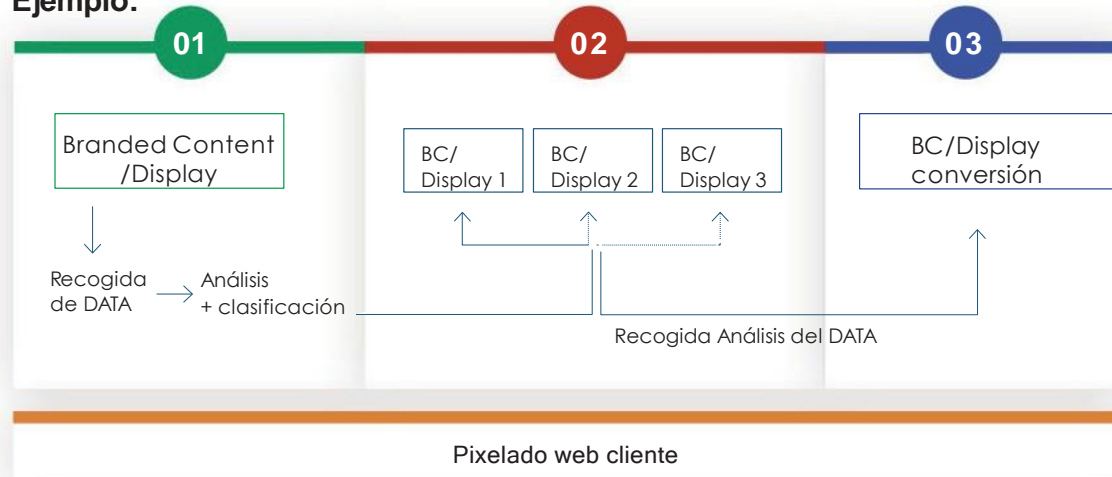 Ejemplo:
01
02
03
Branded Content
/Display
BC/
Display 1
BC/
Display 2
BC/
Display 3
BC/Display
conversión
Recogida
de DATA
Análisis
+ clasificación
Recogida Análisis del DATA
Pixelado web cliente